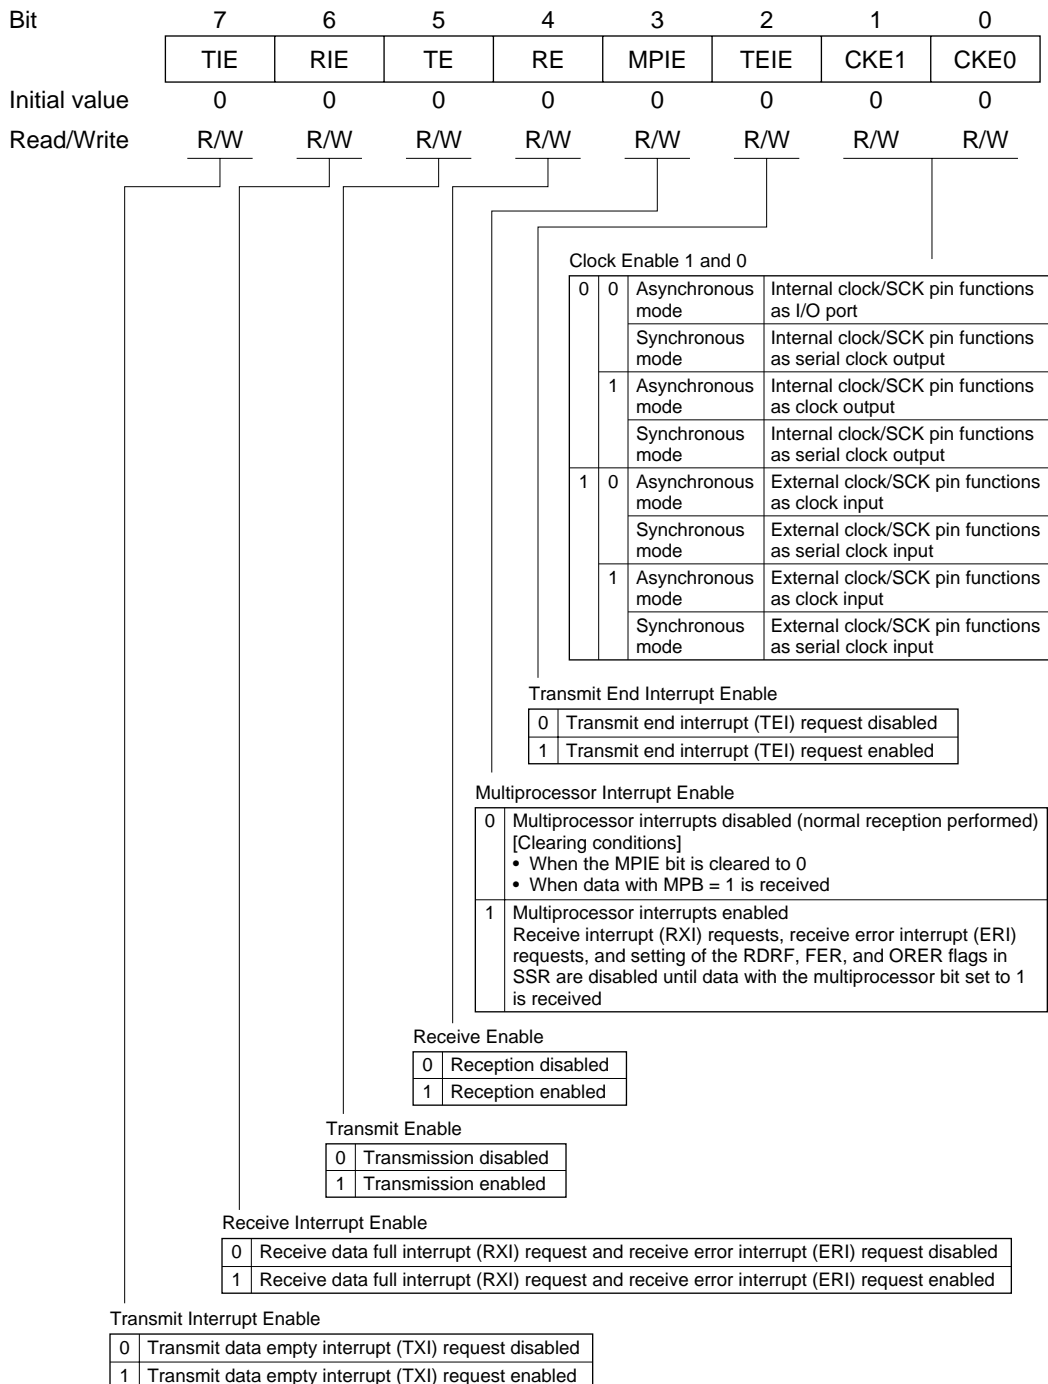 Bit 7 6 5 4 3 2 1 0
TIE RIE TE RE MPIE TEIE CKE1 CKE0
Initial value 0 0 0 0 0 0 0 0
Read/Write R/W R/W R/W R/W R/W R/W R/W R/W
Clock Enable 1 and 0
0 0 Asynchronous mode Internal clock/SCK pin functions as I/O port
Synchronous mode Internal clock/SCK pin functions as serial clock output
1 Asynchronous mode Internal clock/SCK pin functions as clock output
Synchronous mode Internal clock/SCK pin functions as serial clock output
1 0 Asynchronous mode External clock/SCK pin functions as clock input
Synchronous mode External clock/SCK pin functions as serial clock input
1 Asynchronous mode External clock/SCK pin functions as clock input
Synchronous mode External clock/SCK pin functions as serial clock input
Transmit End Interrupt Enable
0 Transmit end interrupt (TEI) request disabled
1 Transmit end interrupt (TEI) request enabled
Multiprocessor Interrupt Enable
0 Multiprocessor interrupts disabled (normal reception performed)
[Clearing conditions]
• When the MPIE bit is cleared to 0
• When data with MPB = 1 is received
1 Multiprocessor interrupts enabled
Receive interrupt (RXI) requests, receive error interrupt (ERI)
requests, and setting of the RDRF, FER, and ORER flags in
SSR are disabled until data with the multiprocessor bit set to 1
is received
Receive Enable
0 Reception disabled
1 Reception enabled
Transmit Enable
0 Transmission disabled
1 Transmission enabled
Receive Interrupt Enable
0 Receive data full interrupt (RXI) request and receive error interrupt (ERI) request disabled
1 Receive data full interrupt (RXI) request and receive error interrupt (ERI) request enabled
Transmit Interrupt Enable
0 Transmit data empty interrupt (TXI) request disabled
1 Transmit data empty interrupt (TXI) request enabled